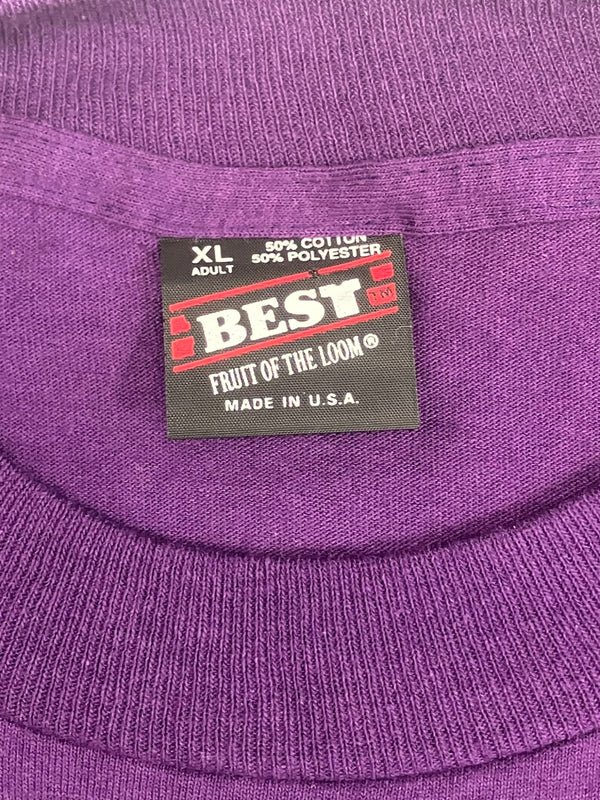 XL 50% COTTON
ADULT 50% POLYESTER
BEST TM
FRUIT OF THE LOOM®
MADE IN U.S.A.